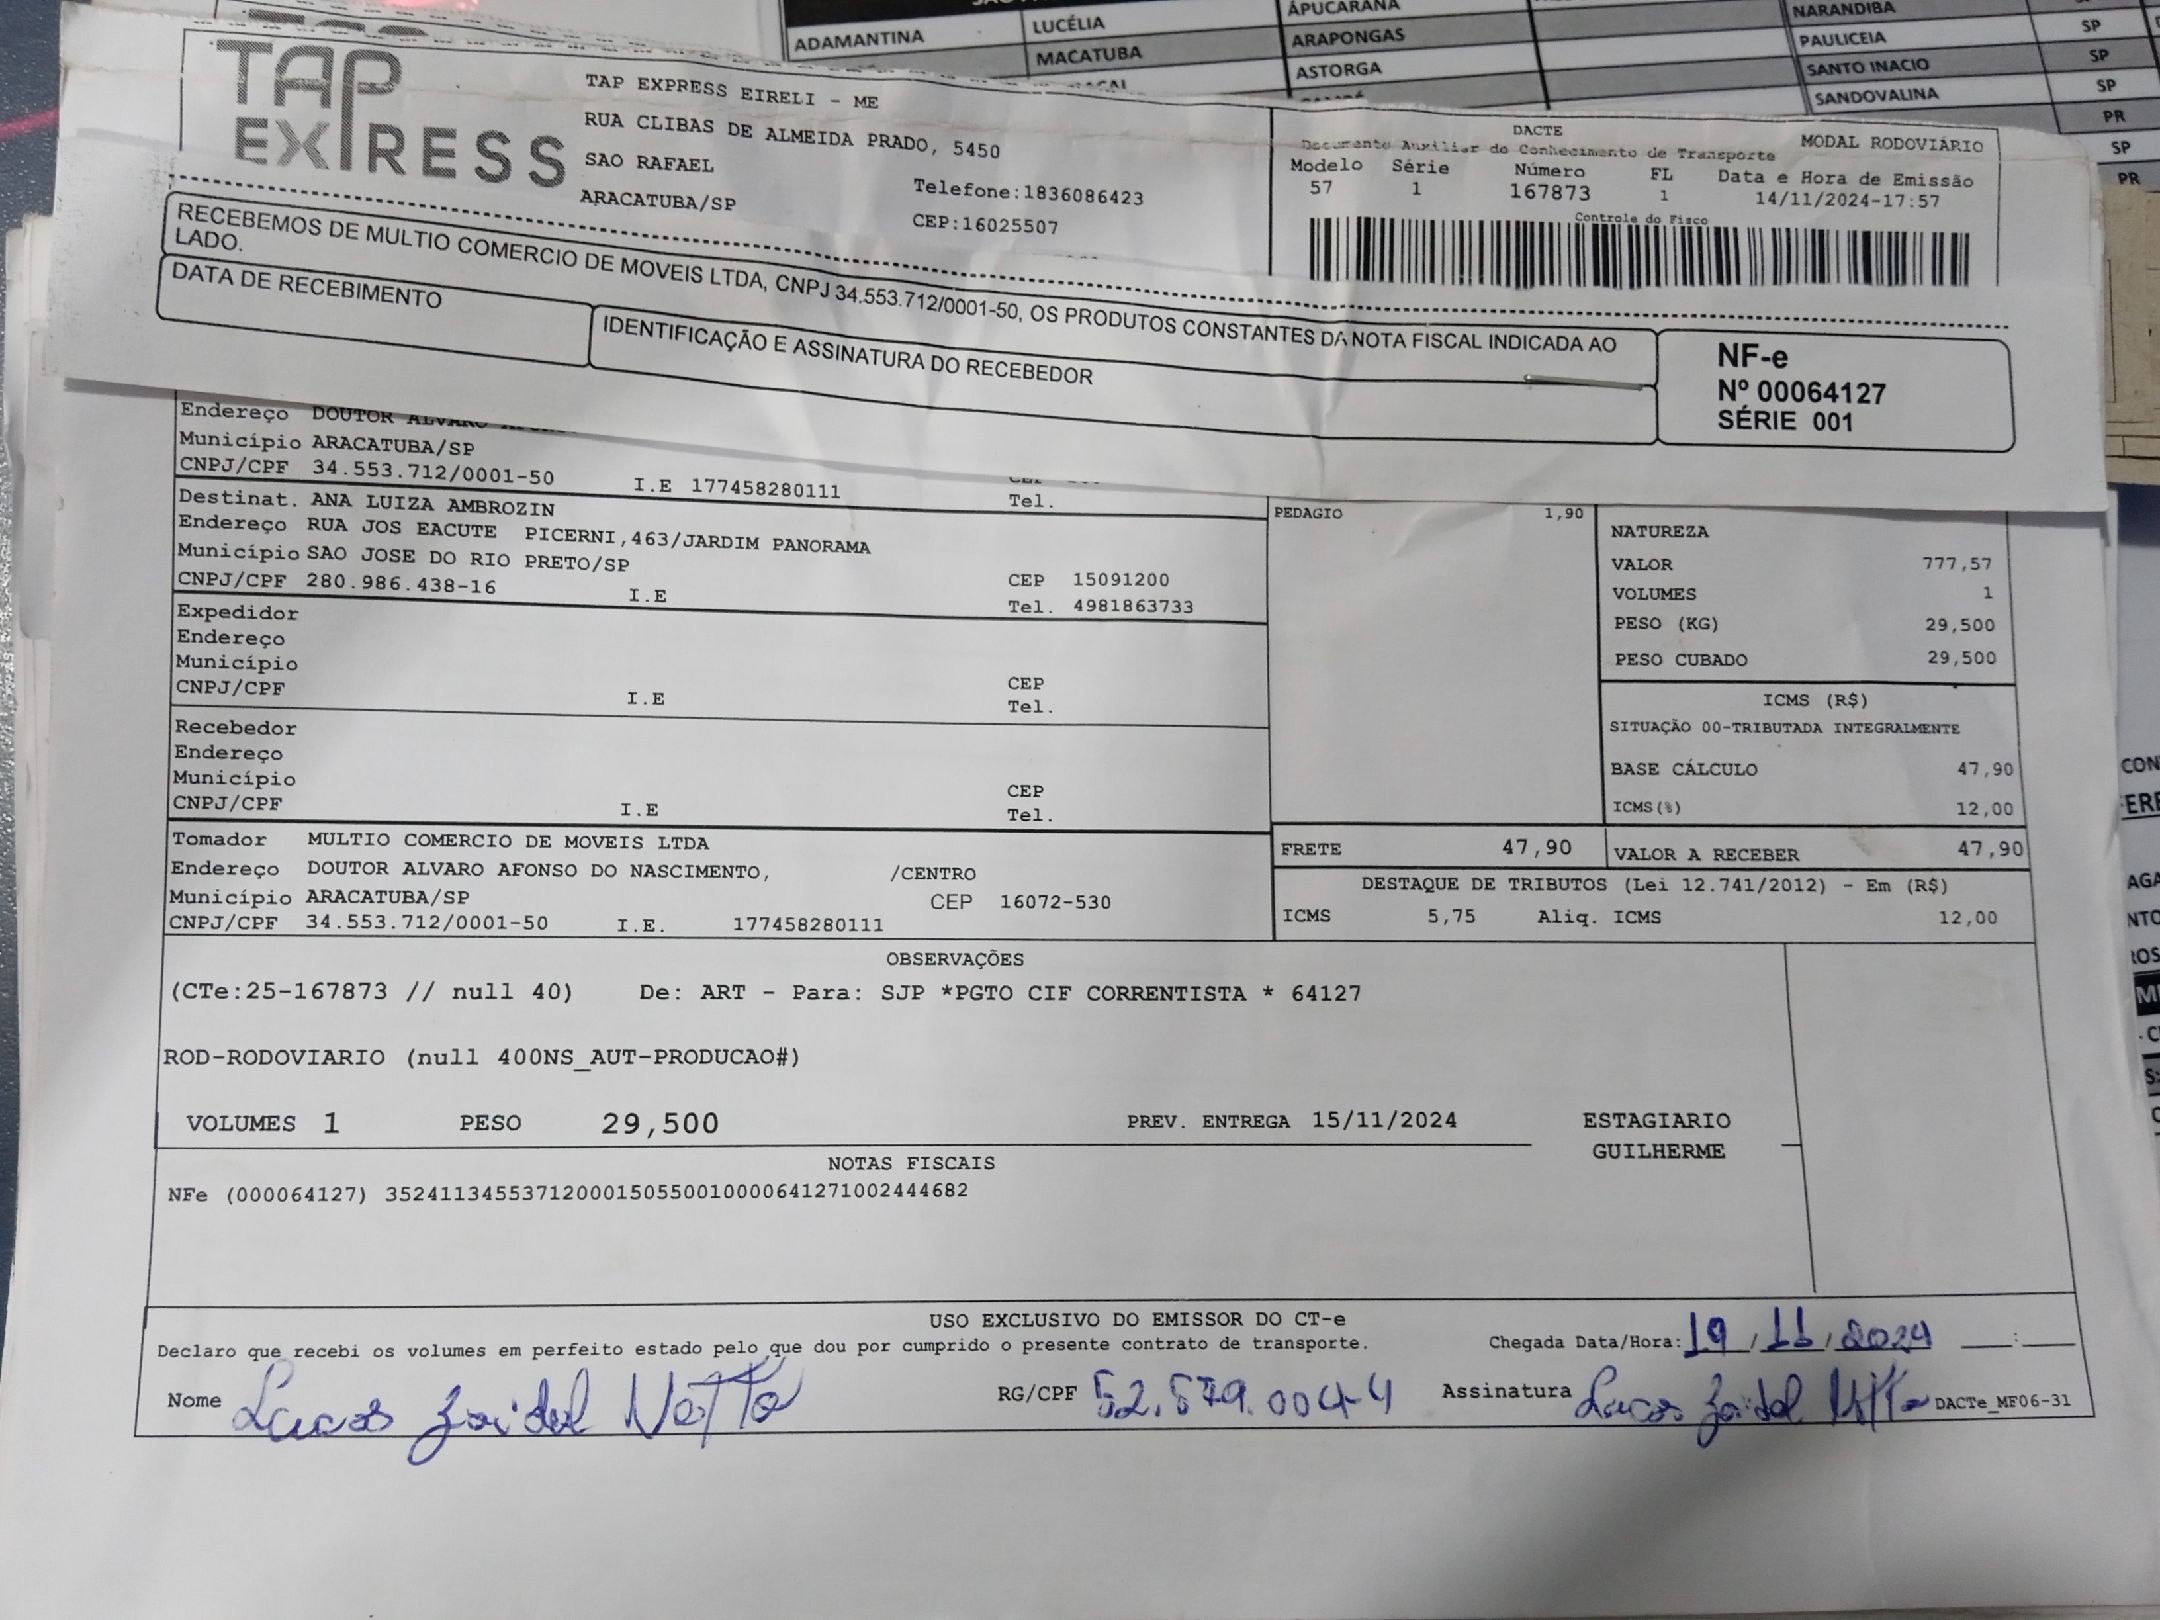 ADAMANTINA
LUCÉLIA
MACATUBA
APUCARANA
ARAPONGAS
ASTORGA
NARANDIBA
PAULICEIA SP
SANTO INACIO SP
SANDOVALINA SP
PR
SP
PR
TAP EXPRESS
TAP EXPRESS EIRELI - ME
RUA CLIBAS DE ALMEIDA PRADO, 5450
SAO RAFAEL
ARACATUBA/SP
Telefone:1836086423
CEP:16025507
DACTE
MODAL RODOVIÁRIO
Documento Auxiliar do Conhecimento de Transporte
Modelo Série Número FL Data e Hora de Emissão
57 1 167873 1 14/11/2024-17:57
Controle do Fisco
RECEBEMOS DE MULTIO COMERCIO DE MOVEIS LTDA, CNPJ 34.553.712/0001-50, OS PRODUTOS CONSTANTES DA NOTA FISCAL INDICADA AO
LADO.
DATA DE RECEBIMENTO
IDENTIFICAÇÃO E ASSINATURA DO RECEBEDOR
NF-e
Nº 00064127
SÉRIE 001
Endereço DOUTOR ALVARO
Município ARACATUBA/SP
CNPJ/CPF 34.553.712/0001-50 I.E 177458280111
Tel.
Destinat. ANA LUIZA AMBROZIN
Endereço RUA JOS EACUTE PICERNI,463/JARDIM PANORAMA
Município SAO JOSE DO RIO PRETO/SP
CNPJ/CPF 280.986.438-16 I.E
CEP 15091200
Tel. 4981863733
Expedidor
Endereço
Município
CNPJ/CPF I.E
CEP
Tel.
Recebedor
Endereço
Município
CNPJ/CPF I.E
CEP
Tel.
Tomador MULTIO COMERCIO DE MOVEIS LTDA
Endereço DOUTOR ALVARO AFONSO DO NASCIMENTO, /CENTRO
Município ARACATUBA/SP CEP 16072-530
CNPJ/CPF 34.553.712/0001-50 I.E. 177458280111
PEDAGIO 1,90
NATUREZA
VALOR 777,57
VOLUMES 1
PESO (KG) 29,500
PESO CUBADO 29,500
ICMS (R$)
SITUAÇÃO 00-TRIBUTADA INTEGRALMENTE
BASE CÁLCULO 47,90
ICMS(%) 12,00
FRETE 47,90 VALOR A RECEBER 47,90
DESTAQUE DE TRIBUTOS (Lei 12.741/2012) - Em (R$)
ICMS 5,75 Aliq. ICMS 12,00
OBSERVAÇÕES
(CTe:25-167873 // null 40) De: ART - Para: SJP *PGTO CIF CORRENTISTA * 64127
ROD-RODOVIARIO (null 400NS_AUT-PRODUCAO#)
VOLUMES 1 PESO 29,500 PREV. ENTREGA 15/11/2024 ESTAGIARIO
GUILHERME
NOTAS FISCAIS
NFe (000064127) 35241134553712000150550010000641271002444682
USO EXCLUSIVO DO EMISSOR DO CT-e
Declaro que recebi os volumes em perfeito estado pelo que dou por cumprido o presente contrato de transporte.
Chegada Data/Hora: 19/11/2024 __:__
Nome Lucas Zaidel Netto RG/CPF 52.579.004-4 Assinatura Lucas Zaidel Netto DACTe_MF06-31